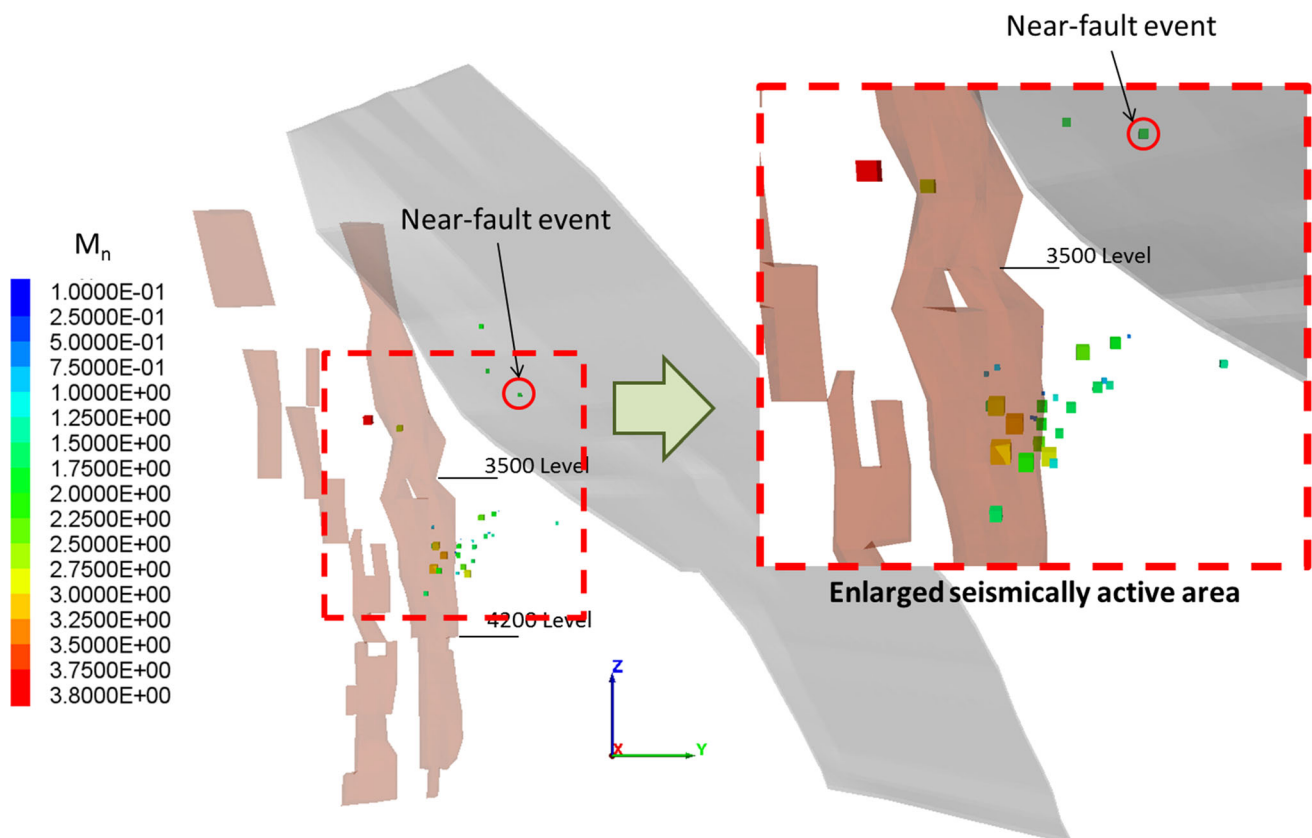 Near-fault event
Near-fault event
3500 Level
Mn
1.0000E-01
2.5000E-01
5.0000E-01
7.5000E-01
1.0000E+00
1.2500E+00
1.5000E+00
1.7500E+00
2.0000E+00
2.2500E+00
2.5000E+00
2.7500E+00
3.0000E+00
3.2500E+00
3.5000E+00
3.7500E+00
3.8000E+00
3500 Level
Enlarged seismically active area
4200 Level
Z
X
Y